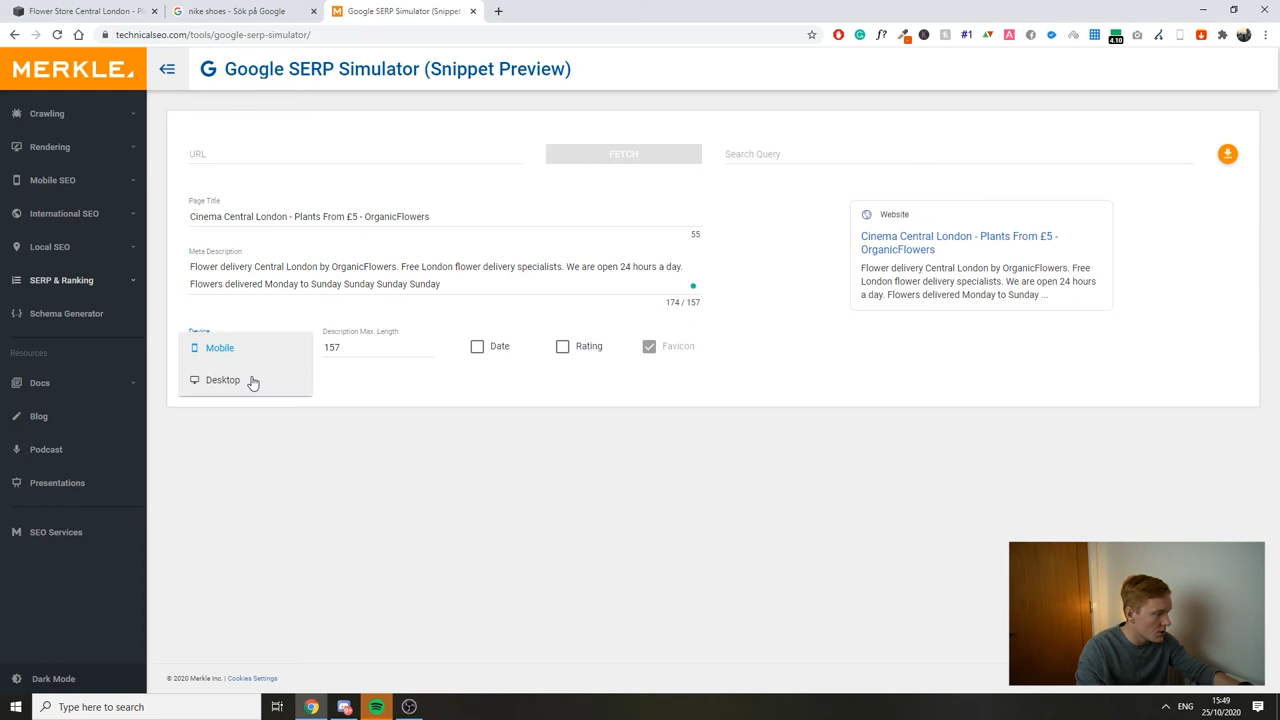 Flower Store Central London - Pl
nike shoes - Sök på Google
Google SERP Simulator (Snippet
technicalseo.com/tools/google-serp-simulator/
#1
4.10
MERKLE
Google SERP Simulator (Snippet Preview)
Crawling
Rendering
Mobile SEO
International SEO
Local SEO
SERP & Ranking
Schema Generator
Resources
Docs
Blog
Podcast
Presentations
SEO Services
Dark Mode
URL
FETCH
Search Query
Page Title
Cinema Central London - Plants From £5 - OrganicFlowers
55
Meta Description
Flower delivery Central London by OrganicFlowers. Free London flower delivery specialists. We are open 24 hours a day.
Flowers delivered Monday to Sunday Sunday Sunday Sunday
174 / 157
Device
Mobile
Desktop
Description Max. Length
157
Date
Rating
Favicon
Website
Cinema Central London - Plants From £5 -
OrganicFlowers
Flower delivery Central London by OrganicFlowers. Free
London flower delivery specialists. We are open 24 hours
a day. Flowers delivered Monday to Sunday ...
© 2020 Merkle Inc. | Cookies Settings
Type here to search
ENG
15:49
25/10/2020